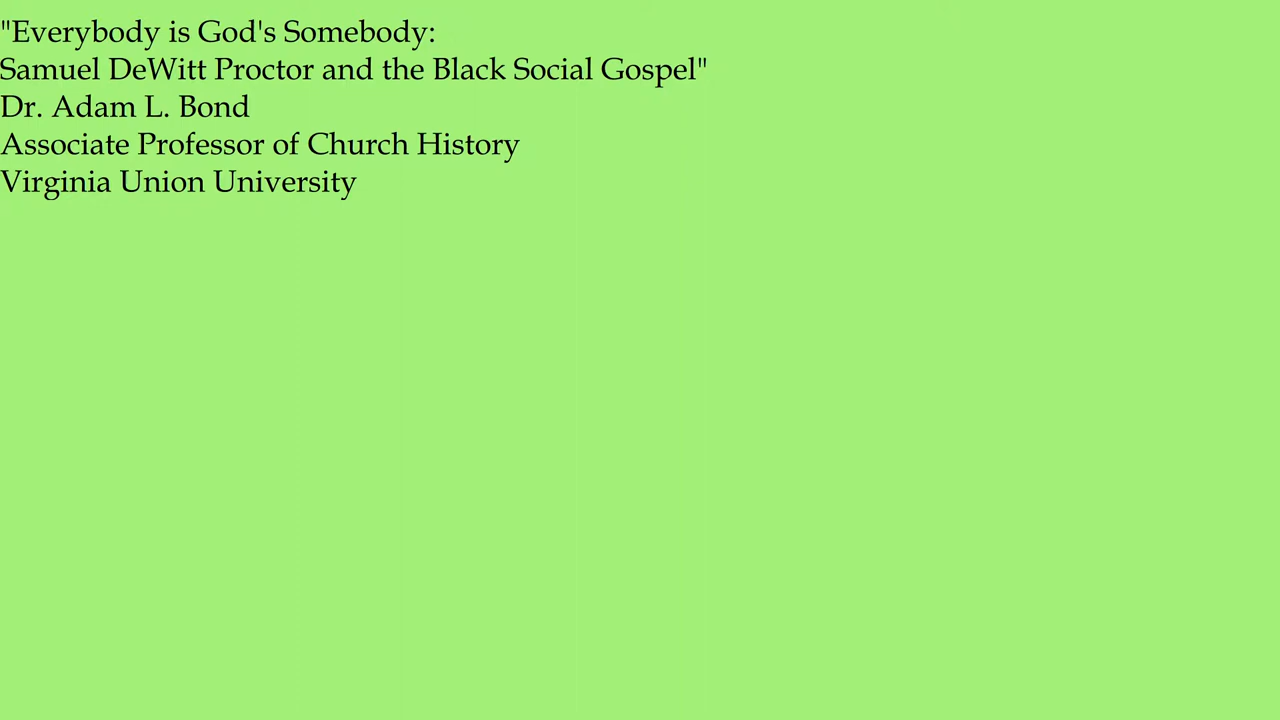 "Everybody is God's Somebody:
Samuel DeWitt Proctor and the Black Social Gospel"
Dr. Adam L. Bond
Associate Professor of Church History
Virginia Union University